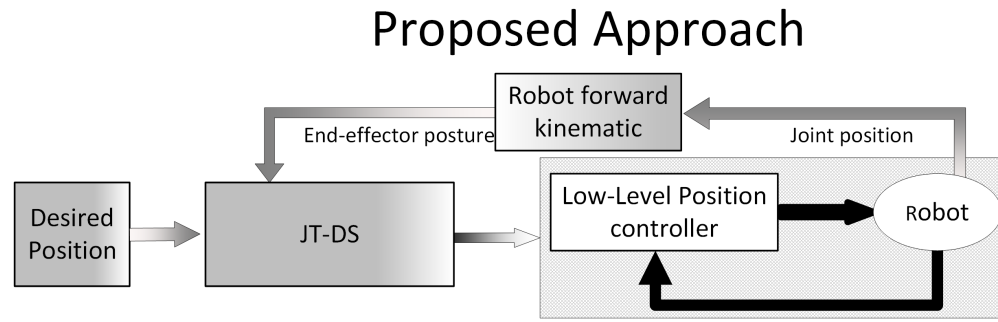 Proposed Approach
Robot forward
kinematic
End-effector posture
Joint position
Desired
Position
JT-DS
Low-Level Position
controller
Robot